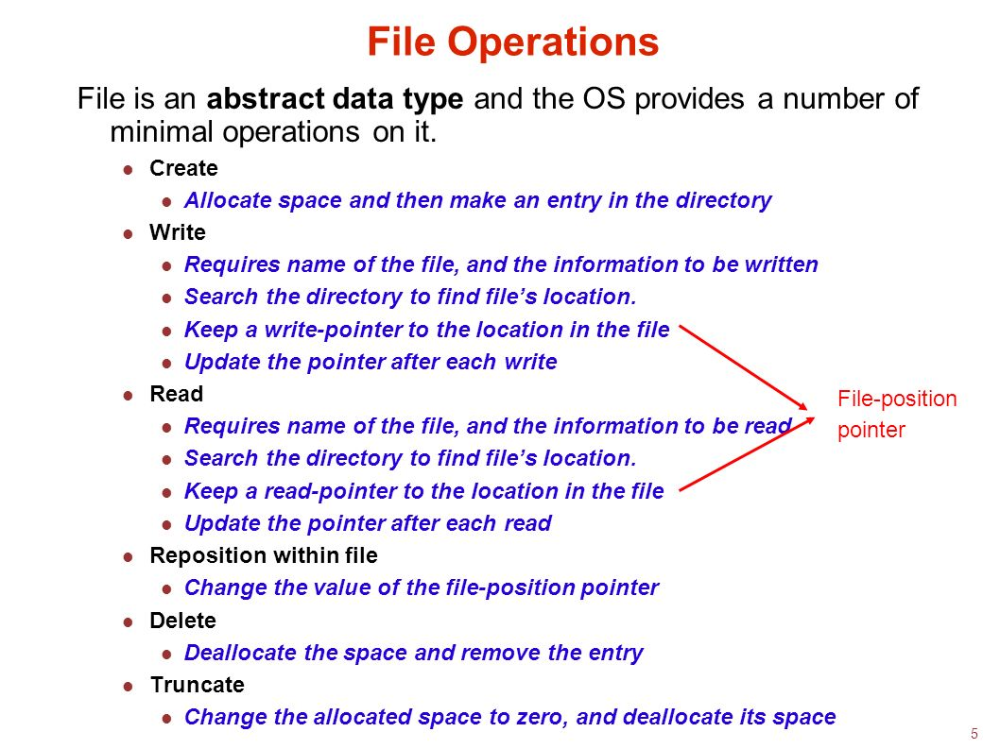 File Operations
File is an abstract data type and the OS provides a number of
minimal operations on it.
Create
Allocate space and then make an entry in the directory
Write
Requires name of the file, and the information to be written
Search the directory to find file’s location.
Keep a write-pointer to the location in the file
Update the pointer after each write
Read
Requires name of the file, and the information to be read
Search the directory to find file’s location.
Keep a read-pointer to the location in the file
Update the pointer after each read
Reposition within file
Change the value of the file-position pointer
Delete
Deallocate the space and remove the entry
Truncate
Change the allocated space to zero, and deallocate its space
File-position
pointer
5